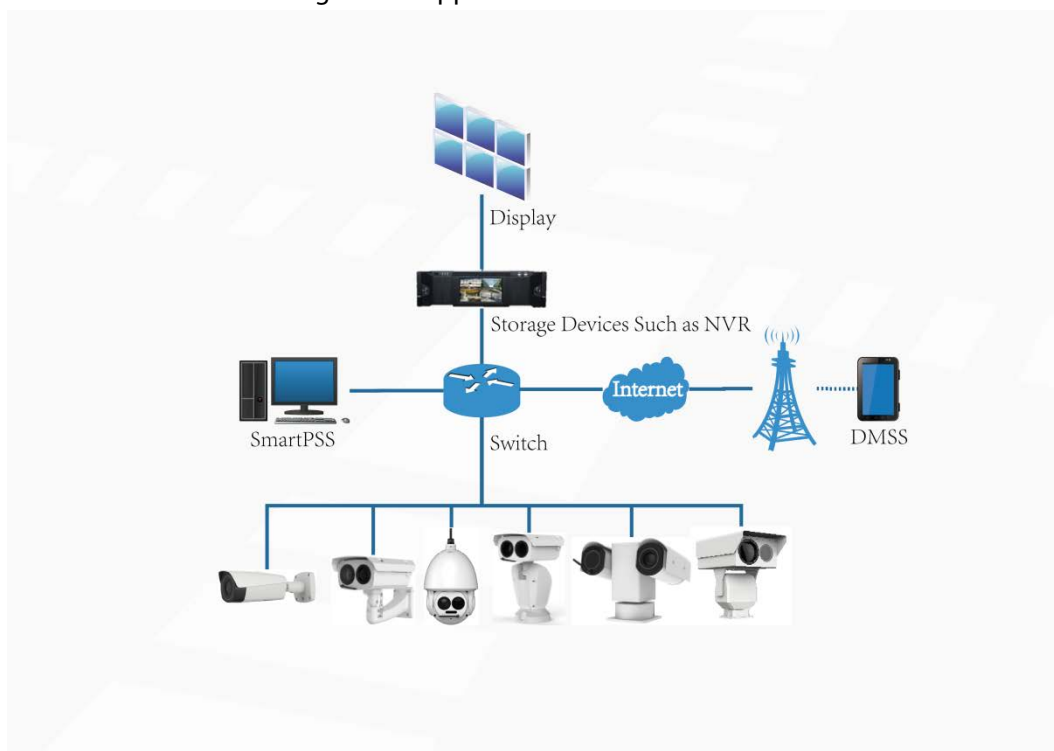 Display
Storage Devices Such as NVR
Internet
SmartPSS
Switch
DMSS